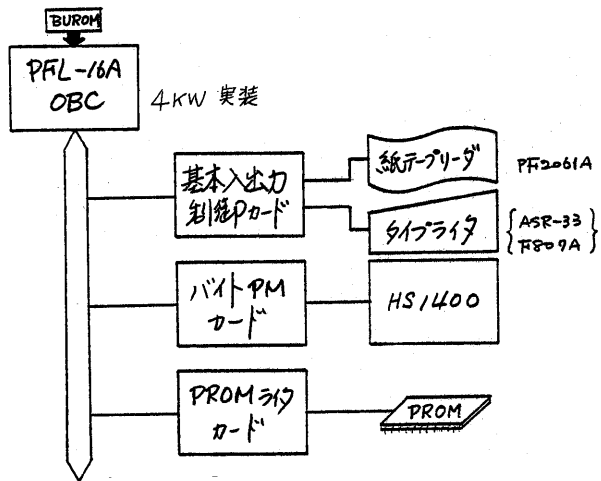 BUROM
PFL-16A
OBC
4KW 実装
基本入出力
制御Pカード
紙テープリーダ
PF2061A
タイプライタ
ASR-33
F809A
バイトPM
カード
HS1400
PROMライタ
カード
PROM